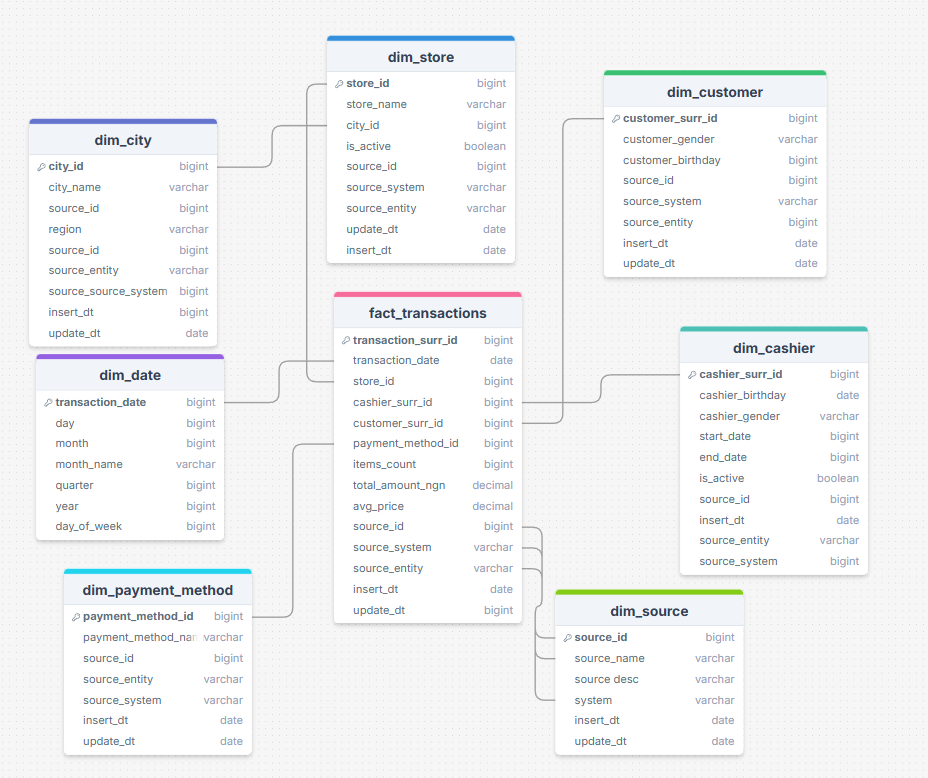 dim_store
store_id bigint
store_name varchar
city_id bigint
is_active boolean
source_id bigint
source_system varchar
source_entity varchar
update_dt date
insert_dt date
dim_customer
customer_surr_id bigint
customer_gender varchar
customer_birthday bigint
source_id bigint
source_system varchar
source_entity bigint
insert_dt date
update_dt date
dim_city
city_id bigint
city_name varchar
source_id bigint
region varchar
source_id bigint
source_entity varchar
source_source_system bigint
insert_dt bigint
update_dt date
fact_transactions
transaction_surr_id bigint
transaction_date date
store_id bigint
cashier_surr_id bigint
customer_surr_id bigint
payment_method_id bigint
items_count bigint
total_amount_ngn decimal
avg_price decimal
source_id bigint
source_system varchar
source_entity varchar
insert_dt date
update_dt bigint
dim_cashier
cashier_surr_id bigint
cashier_birthday date
cashier_gender varchar
start_date bigint
end_date bigint
is_active boolean
source_id bigint
insert_dt date
source_entity varchar
source_system bigint
dim_date
transaction_date bigint
day bigint
month bigint
month_name varchar
quarter bigint
year bigint
day_of_week bigint
dim_payment_method
payment_method_id bigint
payment_method_na varchar
source_id bigint
source_entity varchar
source_system varchar
insert_dt date
update_dt date
dim_source
source_id bigint
source_name varchar
source desc varchar
system varchar
insert_dt date
update_dt date